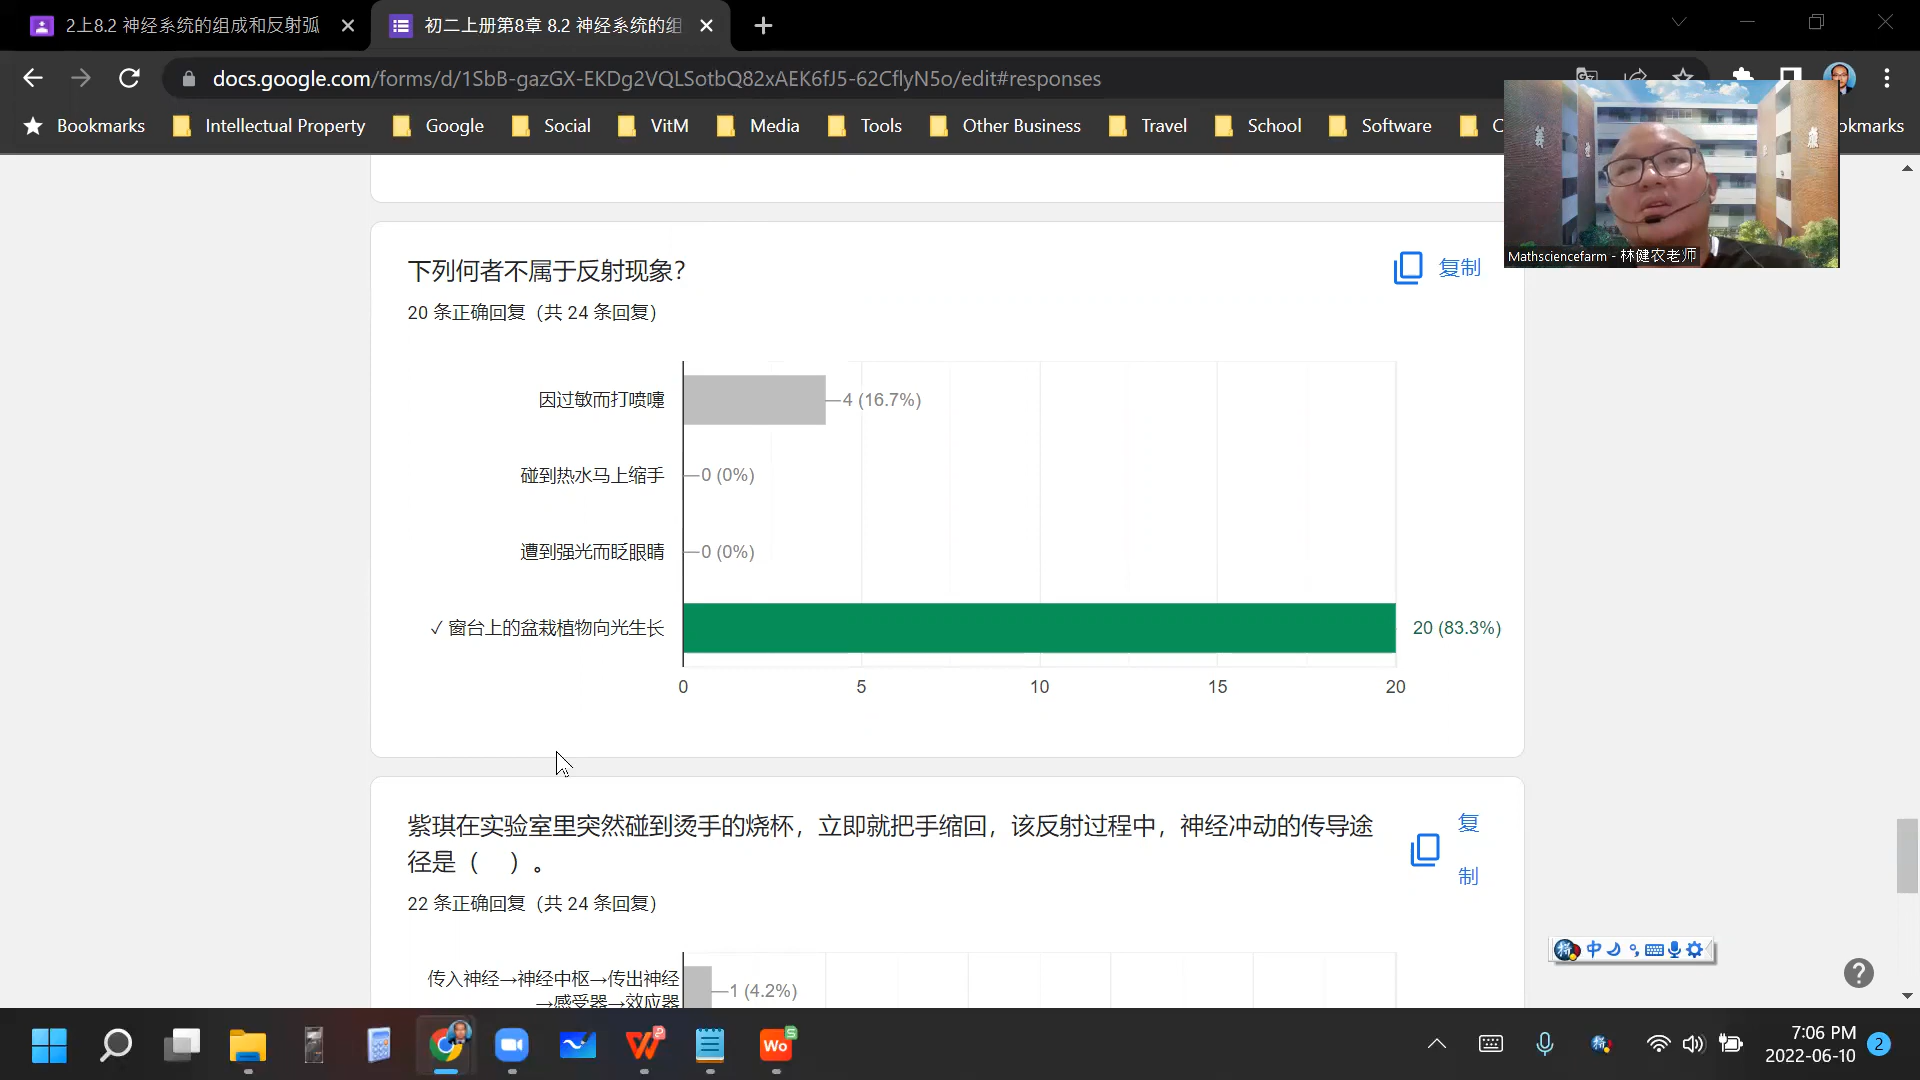 2上8.2 神经系统的组成和反射弧
初二上册第8章 8.2 神经系统的组
docs.google.com/forms/d/1SbB-gazGX-EKDg2VQLSotbQ82xAEK6fJ5-62CflyN5o/edit#responses
Bookmarks Intellectual Property Google Social VitM Media Tools Other Business Travel School Software
okmarks
Mathsciencefarm - 林健农老师
下列何者不属于反射现象?
复制
20 条正确回复（共 24 条回复）
因过敏而打喷嚏
4 (16.7%)
碰到热水马上缩手
0 (0%)
遭到强光而眨眼睛
0 (0%)
✓ 窗台上的盆栽植物向光生长
20 (83.3%)
0 5 10 15 20
紫琪在实验室里突然碰到烫手的烧杯，立即就把手缩回，该反射过程中，神经冲动的传导途
径是（ ）。
复
制
22 条正确回复（共 24 条回复）
传入神经→神经中枢→传出神经
→感受器→效应器
1 (4.2%)
中
7:06 PM
2022-06-10
2
Wo